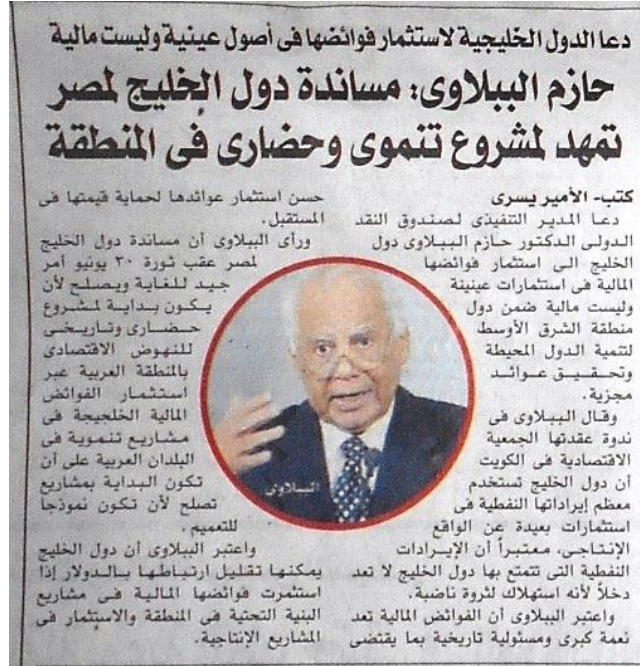 دعا الدول الخليجية لاستثمار فوائضها فى أصول عينية وليست مالية
حازم الببلاوى: مساندة دول الخليج لمصر
تمهد لمشروع تنموى وحضارى فى المنطقة
كتب- الأمير يسرى
دعا المدير التنفيذى لصندوق النقد
الدولى الدكتور حازم الببلاوى دول
الخليج الى استثمار فوائضها
المالية فى استثمارات عينية
وليست مالية ضمن دول
منطقة الشرق الأوسط
لتنمية الدول المحيطة
وتحقيق عوائد
مجزية.
وقال الببلاوى فى
ندوة عقدتها الجمعية
الاقتصادية فى الكويت
أن دول الخليج تستخدم
معظم إيراداتها النفطية فى
استثمارات بعيدة عن الواقع
الإنتاجى، معتبراً أن الإيرادات
النفطية التى تتمتع بها دول الخليج لا تعد
دخلاً لأنه استهلاك لثروة ناضبة.
واعتبر الببلاوى أن الفوائض المالية تعد
نعمة كبرى ومسئولية تاريخية بما يقتضى
حسن استثمار عوائدها لحماية قيمتها فى
المستقبل.
ورأى الببلاوى أن مساندة دول الخليج
لمصر عقب ثورة ٣٠ يونيو أمر
جيد للغاية ويصلح لأن
يكون بداية لمشروع
حضارى وتاريخى
للنهوض الاقتصادى
بالمنطقة العربية عبر
استثمار الفوائض
المالية الخلجيجة فى
مشاريع تنموية فى
البلدان العربية على أن
تكون البداية بمشاريع
تصلح لأن تكون نموذجاً
للتعميم.
واعتبر الببلاوى أن دول الخليج
يمكنها تقليل ارتباطها بالدولار إذا
استثمرت فوائضها المالية فى مشاريع
البنية التحتية فى المنطقة والاستثمار فى
المشاريع الإنتاجية.
الببلاوى